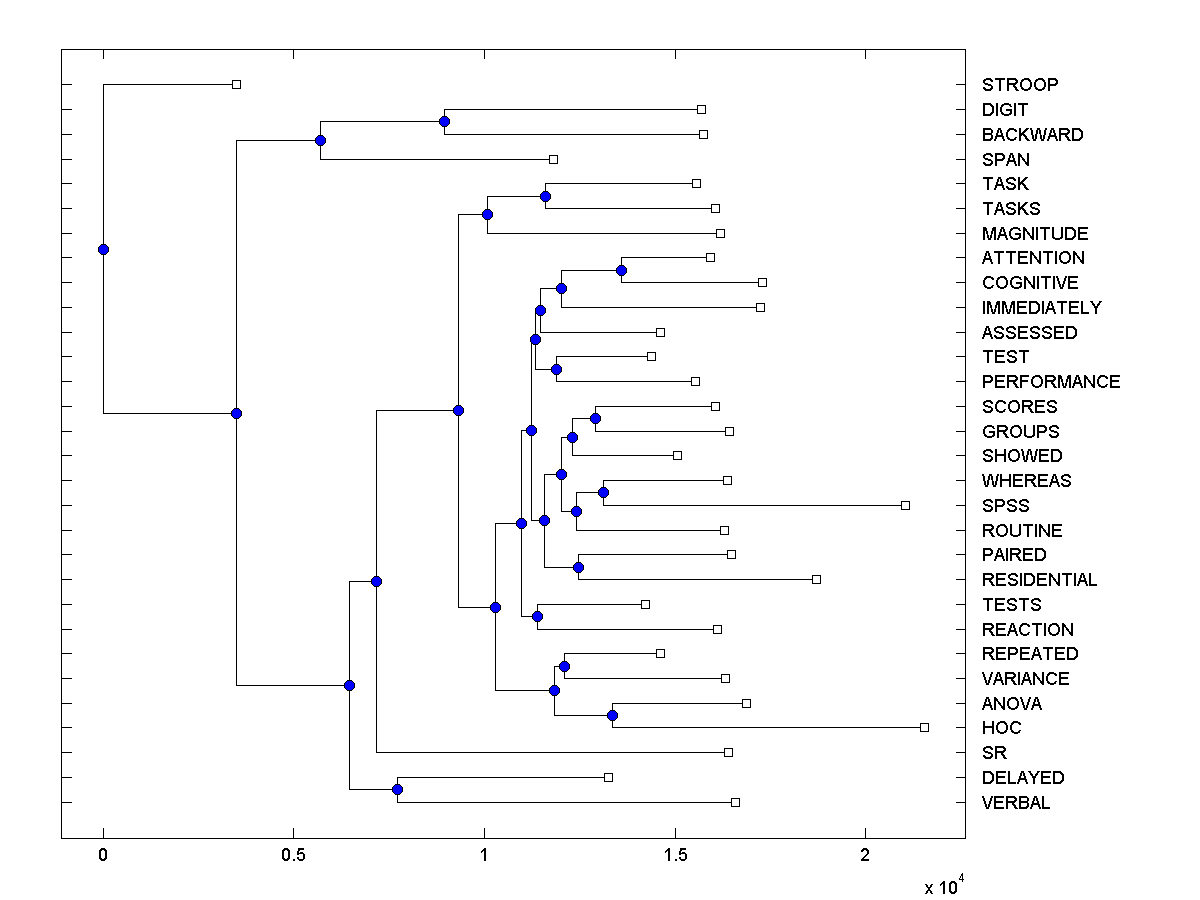 STROOP
DIGIT
BACKWARD
SPAN
TASK
TASKS
MAGNITUDE
ATTENTION
COGNITIVE
IMMEDIATELY
ASSESSED
TEST
PERFORMANCE
SCORES
GROUPS
SHOWED
WHEREAS
SPSS
ROUTINE
PAIRED
RESIDENTIAL
TESTS
REACTION
REPEATED
VARIANCE
ANOVA
HOC
SR
DELAYED
VERBAL
0 0.5 1 1.5 2
x 10^4